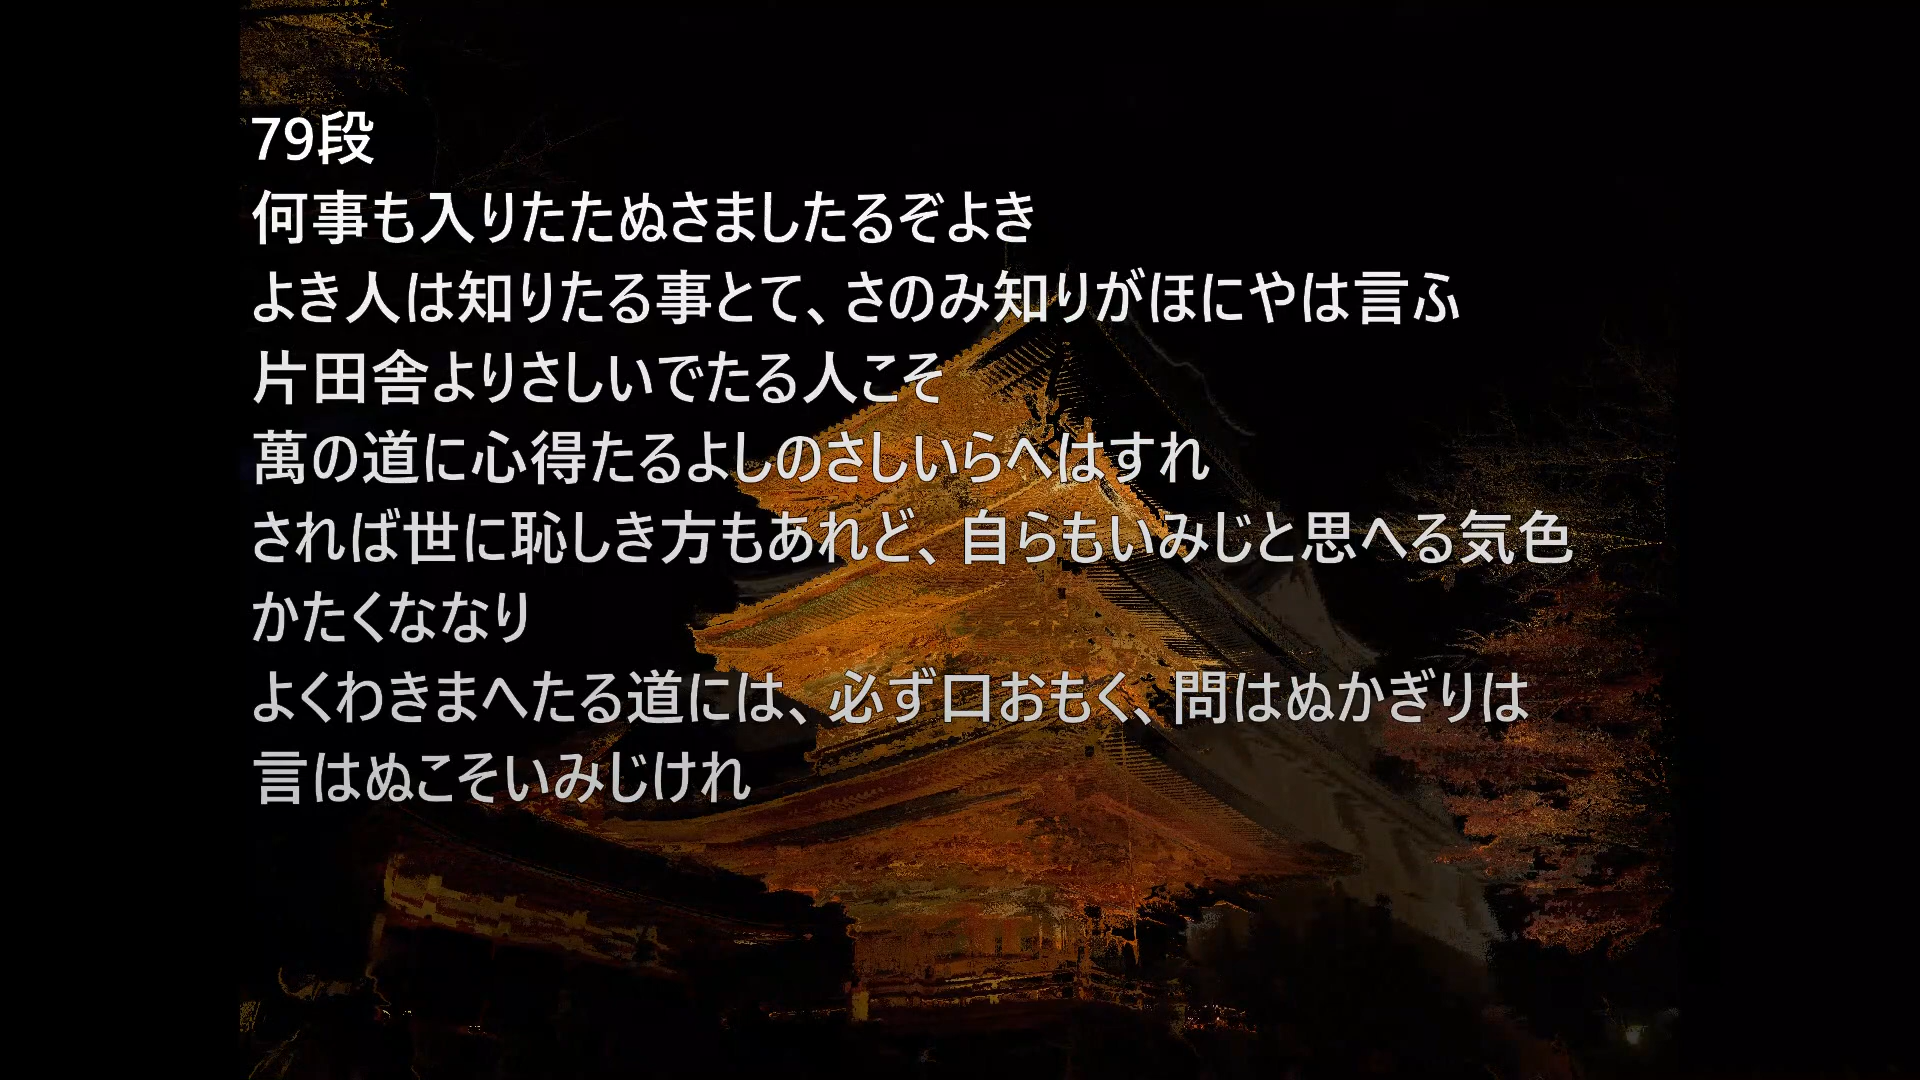 79段
何事も入りたたぬさましたるぞよき
よき人は知りたる事とて、さのみ知りがほにやは言ふ
片田舎よりさしいでたる人こそ
萬の道に心得たるよしのさしいらへはすれ
されば世に恥しき方もあれど、自らもいみじと思へる気色
かたくななり
よくわきまへたる道には、必ず口おもく、問はぬかぎりは
言はぬこそいみじけれ